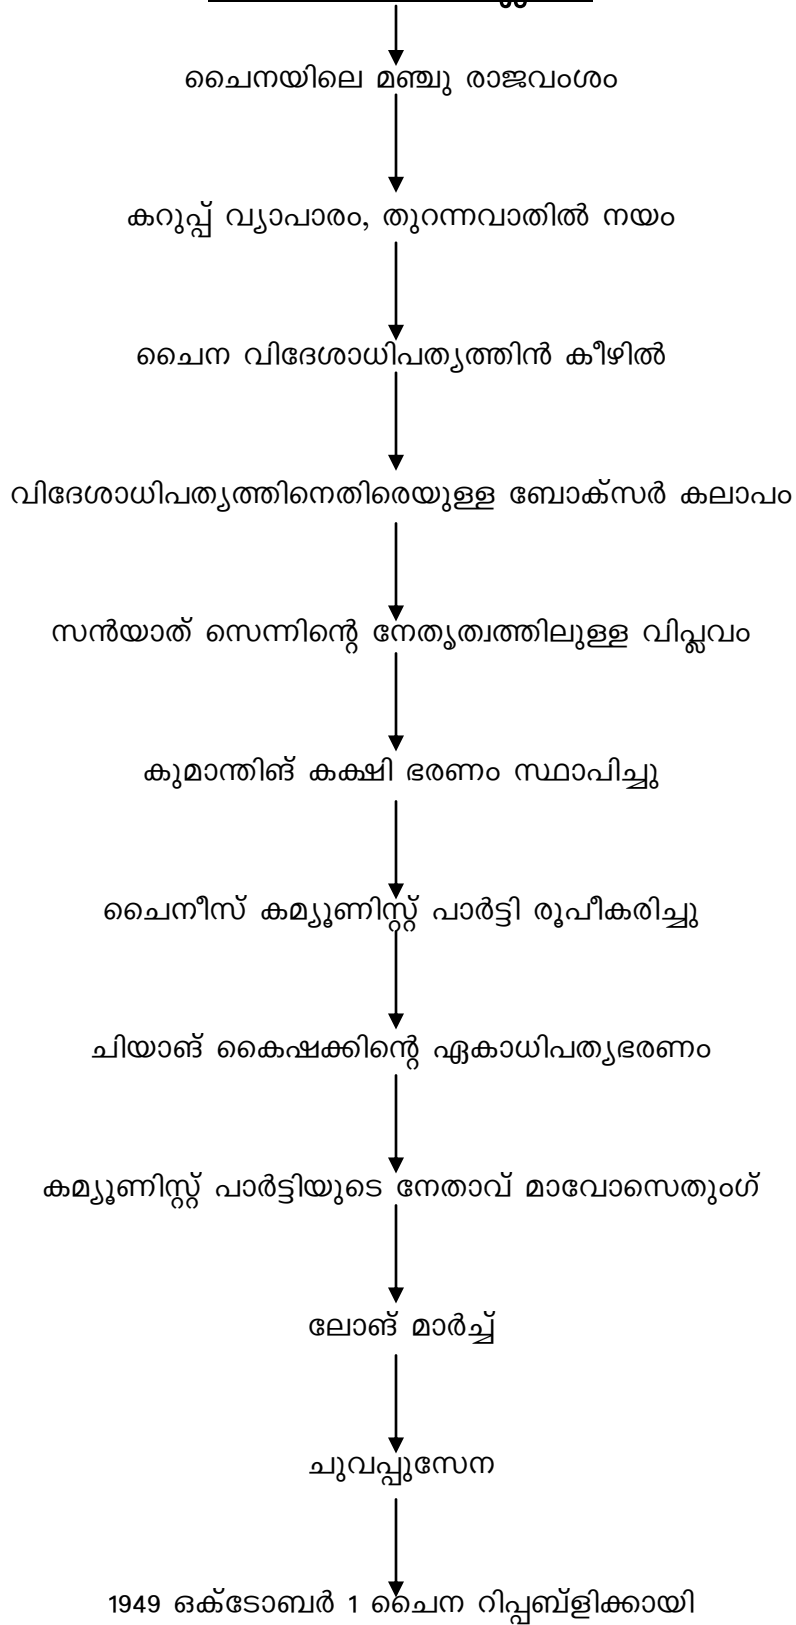 ചൈനയിലെ മഞ്ചു രാജവംശം
കറുപ്പ് വ്യാപാരം, തുറന്നവാതിൽ നയം
ചൈന വിദേശാധിപത്യത്തിൻ കീഴിൽ
വിദേശാധിപത്യത്തിനെതിരെയുള്ള ബോക്സർ കലാപം
സൻയാത് സെന്നിന്റെ നേതൃത്വത്തിലുള്ള വിപ്ലവം
കുമാന്തിങ് കക്ഷി ഭരണം സ്ഥാപിച്ചു
ചൈനീസ് കമ്യൂണിസ്റ്റ് പാർട്ടി രൂപീകരിച്ചു
ചിയാങ് കൈഷക്കിന്റെ ഏകാധിപത്യഭരണം
കമ്യൂണിസ്റ്റ് പാർട്ടിയുടെ നേതാവ് മാവോസെതുംഗ്
ലോങ് മാർച്ച്
ചുവപ്പുസേന
1949 ഒക്ടോബർ 1 ചൈന റിപ്പബ്ളിക്കായി